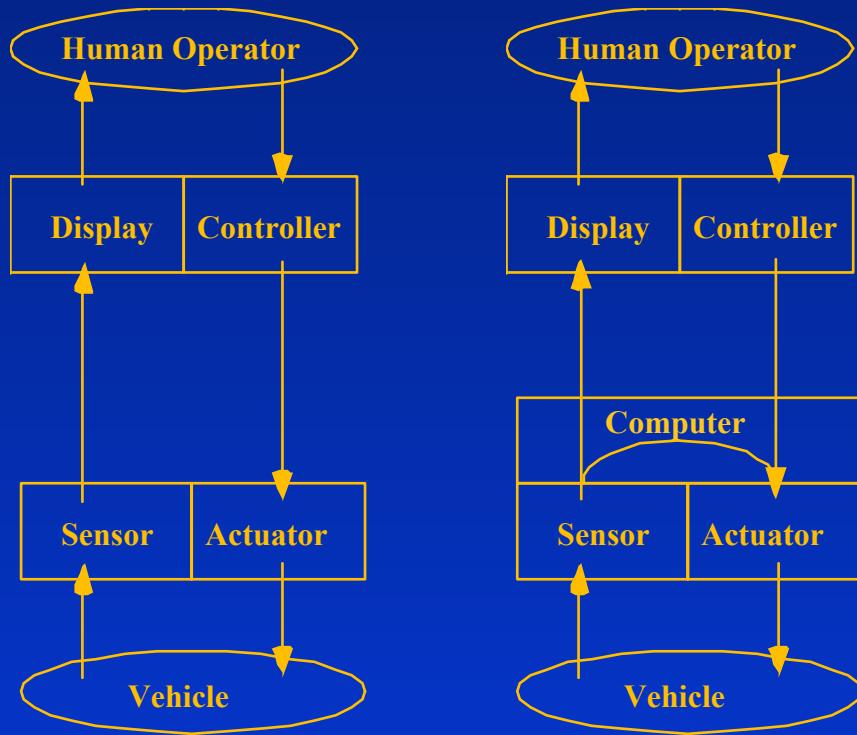 Human Operator
Display
Controller
Sensor
Actuator
Vehicle
Human Operator
Display
Controller
Computer
Sensor
Actuator
Vehicle